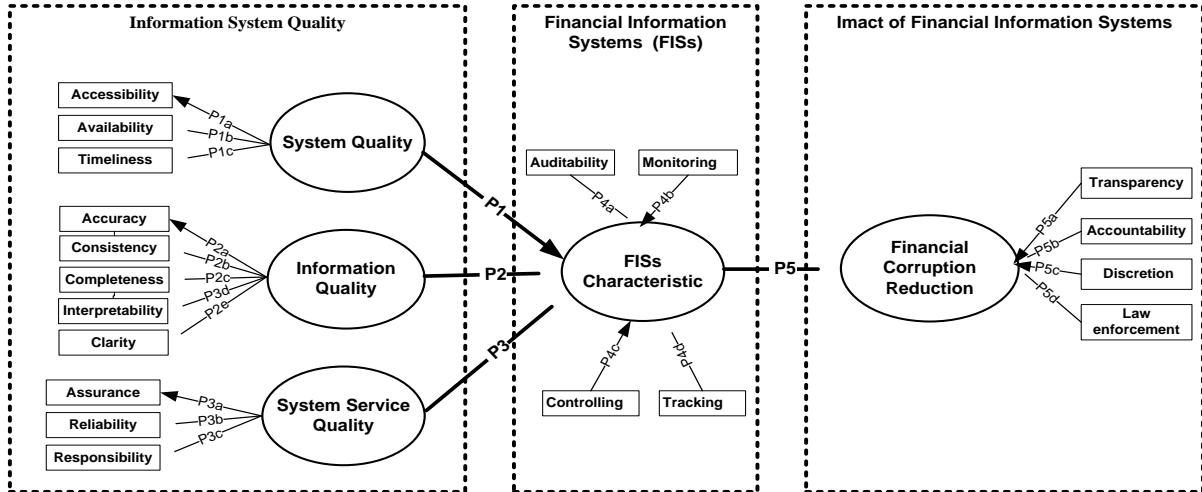 Information System Quality
Accessibility
Availability
Timeliness
P1a
P1b
P1c
System Quality
Accuracy
Consistency
Completeness
Interpretability
Clarity
P2a
P2b
P2c
P3d
P2e
Information
Quality
Assurance
Reliability
Responsibility
P3a
P3b
P3c
System Service
Quality
P1
P2
P3
Financial Information
Systems (FISs)
Auditability
Monitoring
P4a
P4b
FISs
Characteristic
P4c
P4d
Controlling
Tracking
P5
Imact of Financial Information Systems
Financial
Corruption
Reduction
P5a
P5b
P5c
P5d
Transparency
Accountability
Discretion
Law
enforcement